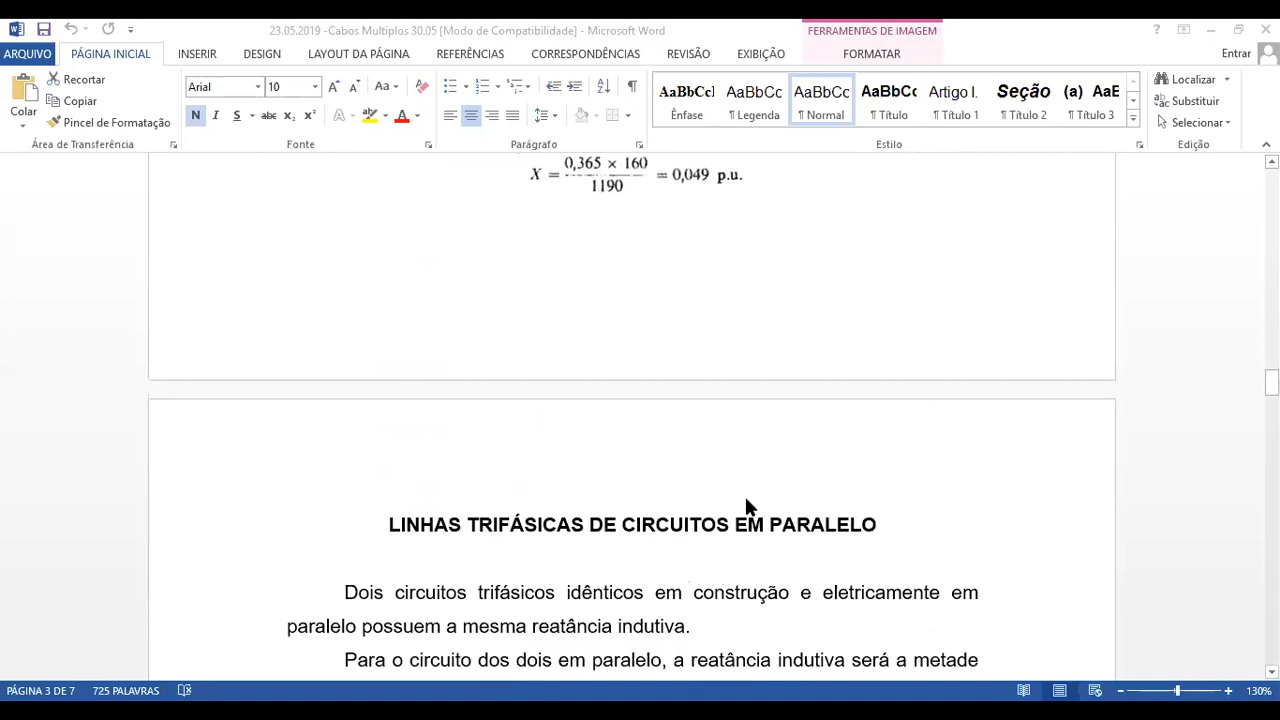 23.05.2019 -Cabos Multiplos 30.05 [Modo de Compatibilidade] - Microsoft Word
FERRAMENTAS DE IMAGEM
ARQUIVO PÁGINA INICIAL INSERIR DESIGN LAYOUT DA PÁGINA REFERÊNCIAS CORRESPONDÊNCIAS REVISÃO EXIBIÇÃO FORMATAR Entrar
Colar
Recortar
Copiar
Pincel de Formatação
Área de Transferência
Arial 10
N I S abc x₂ x²
Fonte
Parágrafo
AaBbCcI AaBbCc AaBbCc AaBbCc Artigo I. Seção (a) AaE
Ênfase ¶ Legenda ¶ Normal ¶ Título ¶ Título 1 ¶ Título 2 ¶ Título 3
Estilo
Localizar
Substituir
Selecionar
Edição
X = 0,365 × 160 / 1190 = 0,049 p.u.
LINHAS TRIFÁSICAS DE CIRCUITOS EM PARALELO
Dois circuitos trifásicos idênticos em construção e eletricamente em
paralelo possuem a mesma reatância indutiva.
Para o circuito dos dois em paralelo, a reatância indutiva será a metade
PÁGINA 3 DE 7 725 PALAVRAS 130%